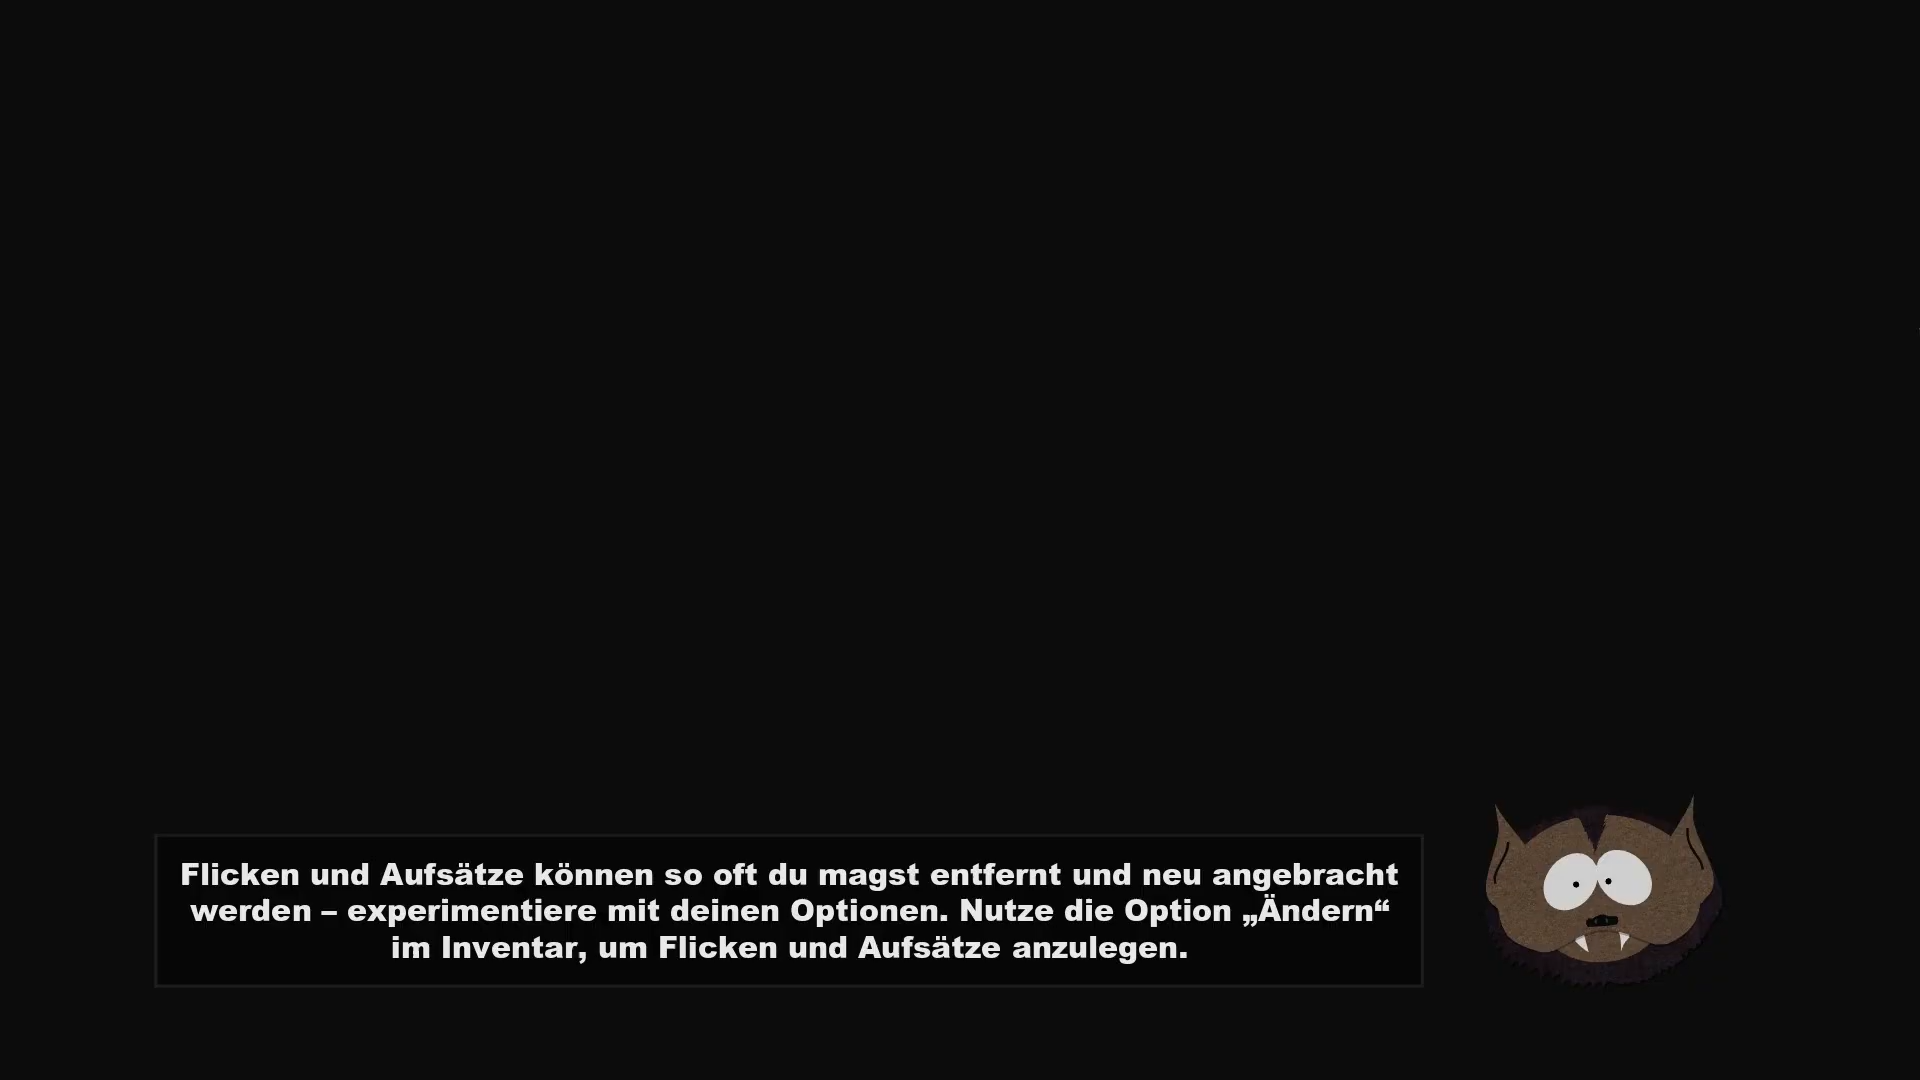 Flicken und Aufsätze können so oft du magst entfernt und neu angebracht
werden – experimentiere mit deinen Optionen. Nutze die Option „Ändern“
im Inventar, um Flicken und Aufsätze anzulegen.